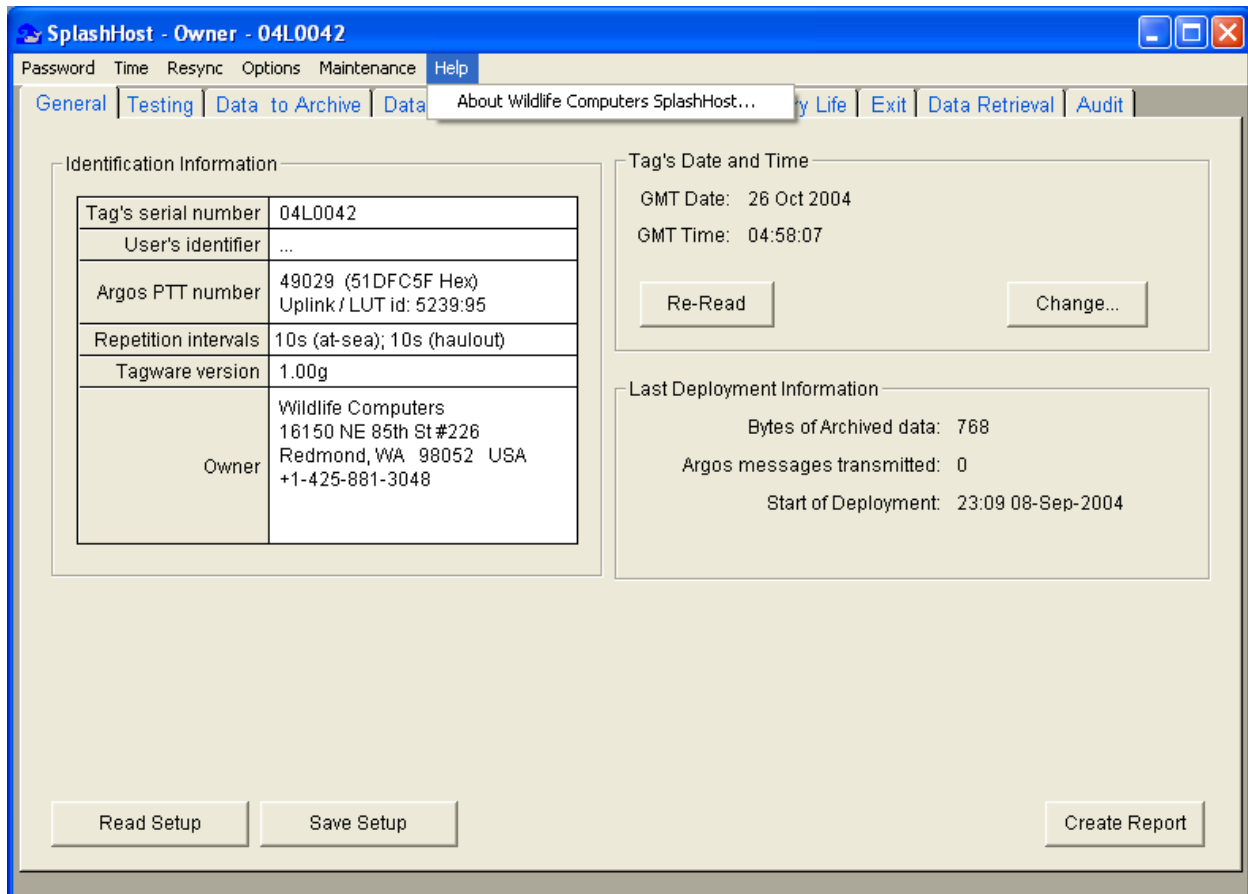 SplashHost - Owner - 04L0042
Password Time Resync Options Maintenance Help
About Wildlife Computers SplashHost...
General Testing Data to Archive Data Life Exit Data Retrieval Audit
Identification Information
Tag's serial number 04L0042
User's identifier ...
Argos PTT number 49029 (51DFC5F Hex)
Uplink / LUT id: 5239:95
Repetition intervals 10s (at-sea); 10s (haulout)
Tagware version 1.00g
Owner Wildlife Computers
16150 NE 85th St #226
Redmond, WA 98052 USA
+1-425-881-3048
Tag's Date and Time
GMT Date: 26 Oct 2004
GMT Time: 04:58:07
Re-Read Change...
Last Deployment Information
Bytes of Archived data: 768
Argos messages transmitted: 0
Start of Deployment: 23:09 08-Sep-2004
Read Setup Save Setup Create Report